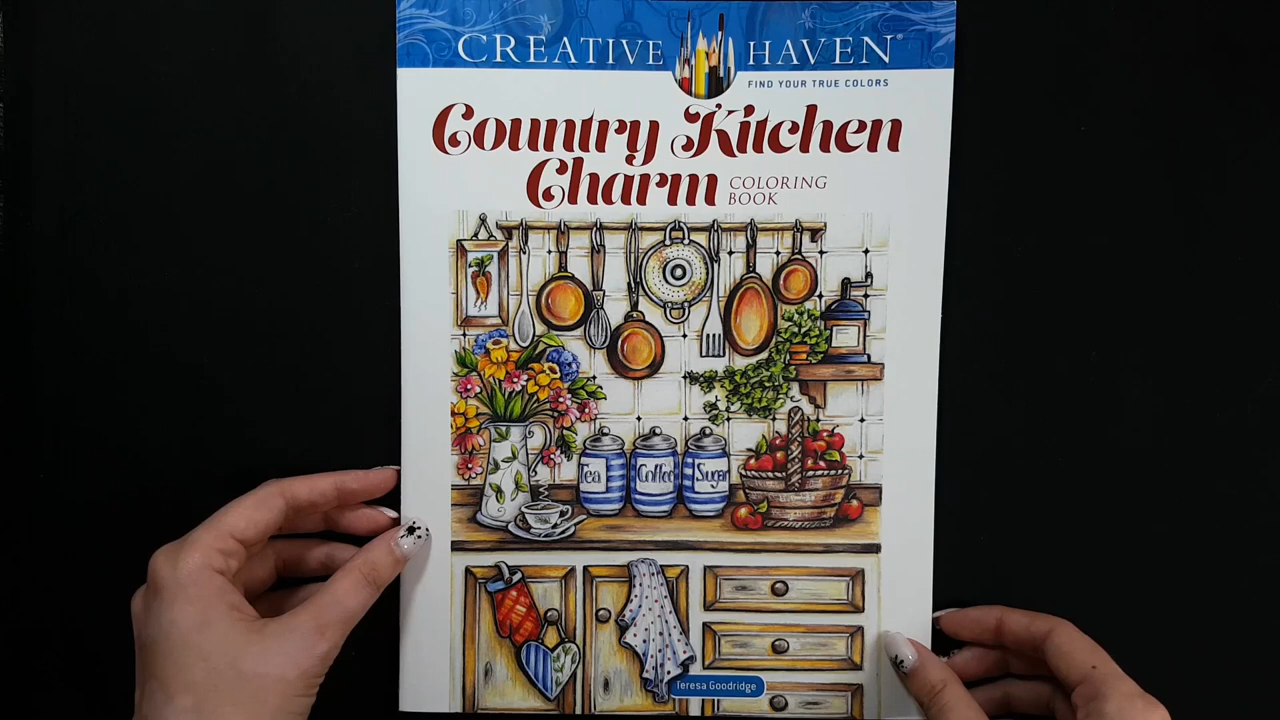 CREATIVE HAVEN®
FIND YOUR TRUE COLORS
Country Kitchen
Charm COLORING
BOOK
Tea Coffee Sugar
Teresa Goodridge